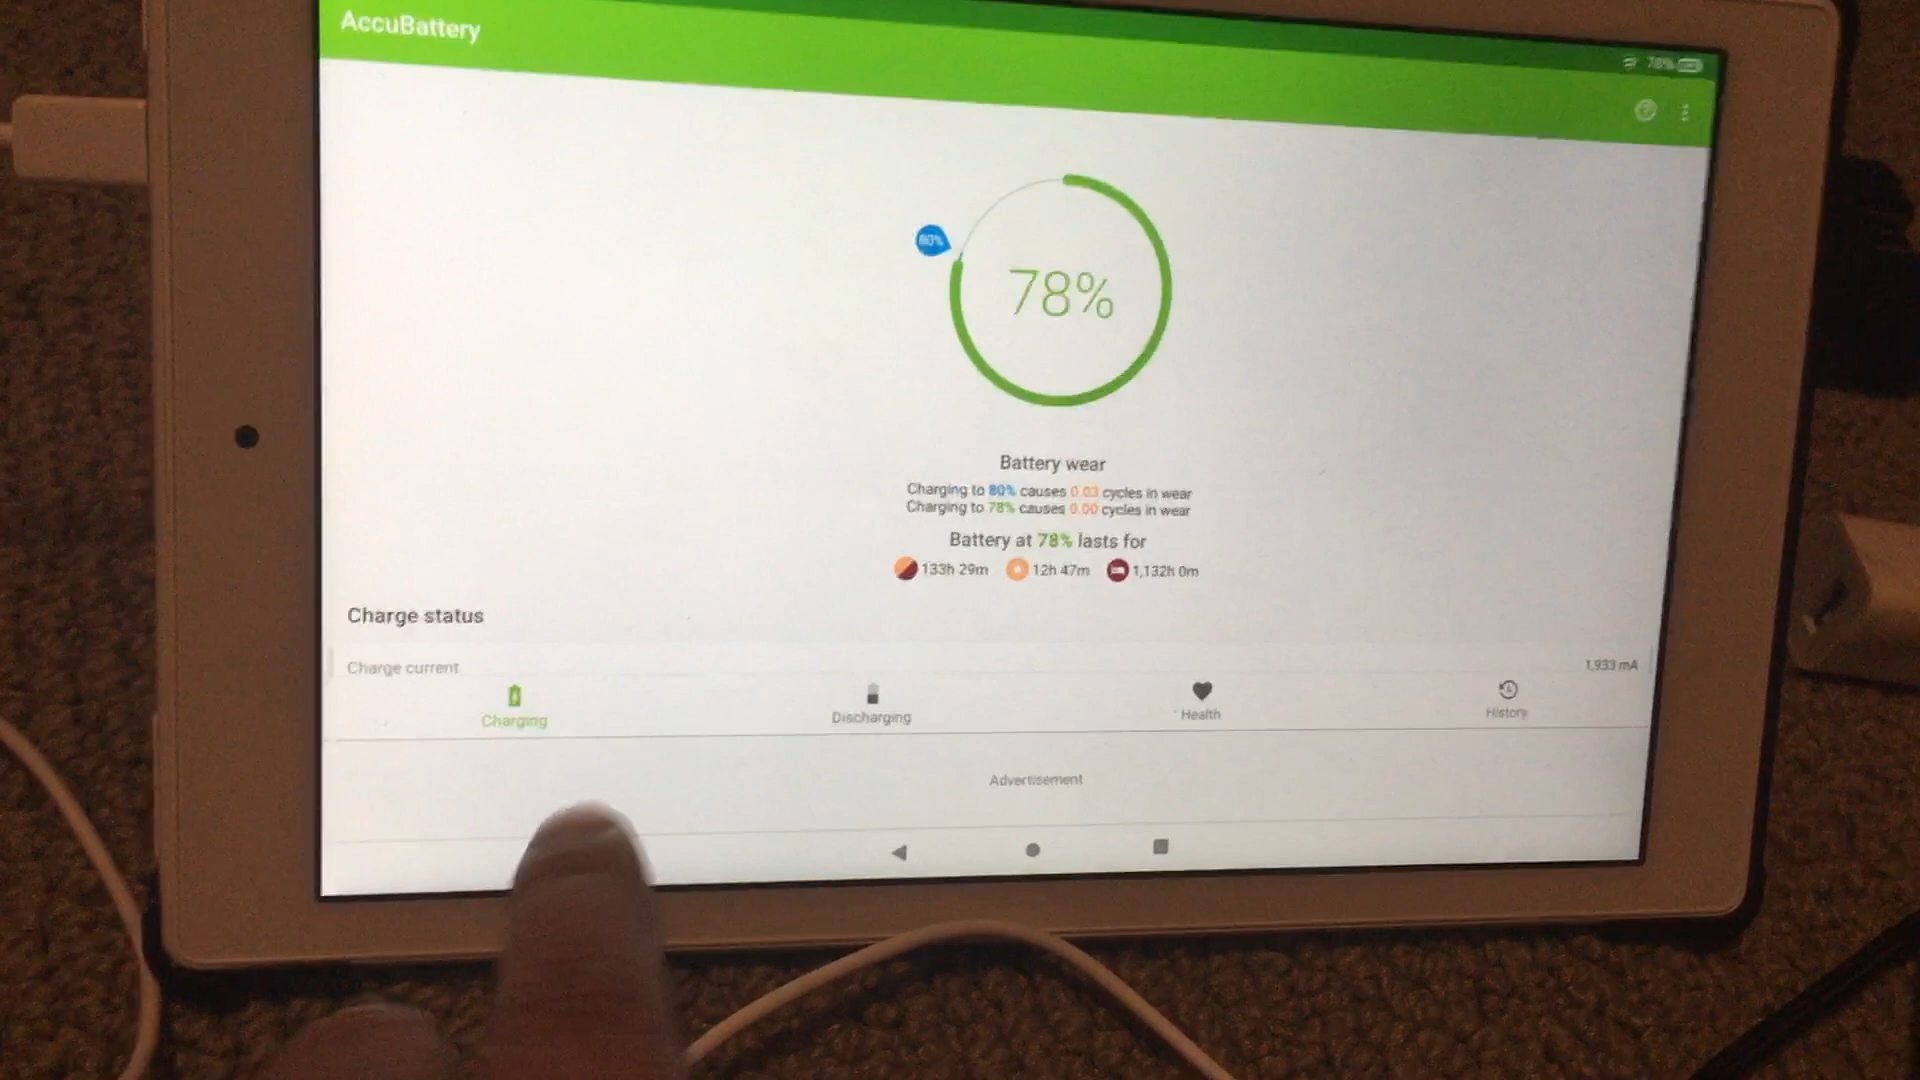 AccuBattery
78%
80%
78%
Battery wear
Charging to 80% causes 0.03 cycles in wear
Charging to 78% causes 0.00 cycles in wear
Battery at 78% lasts for
133h 29m 12h 47m 1,132h 0m
Charge status
Charge current 1,933 mA
Charging Discharging Health History
Advertisement